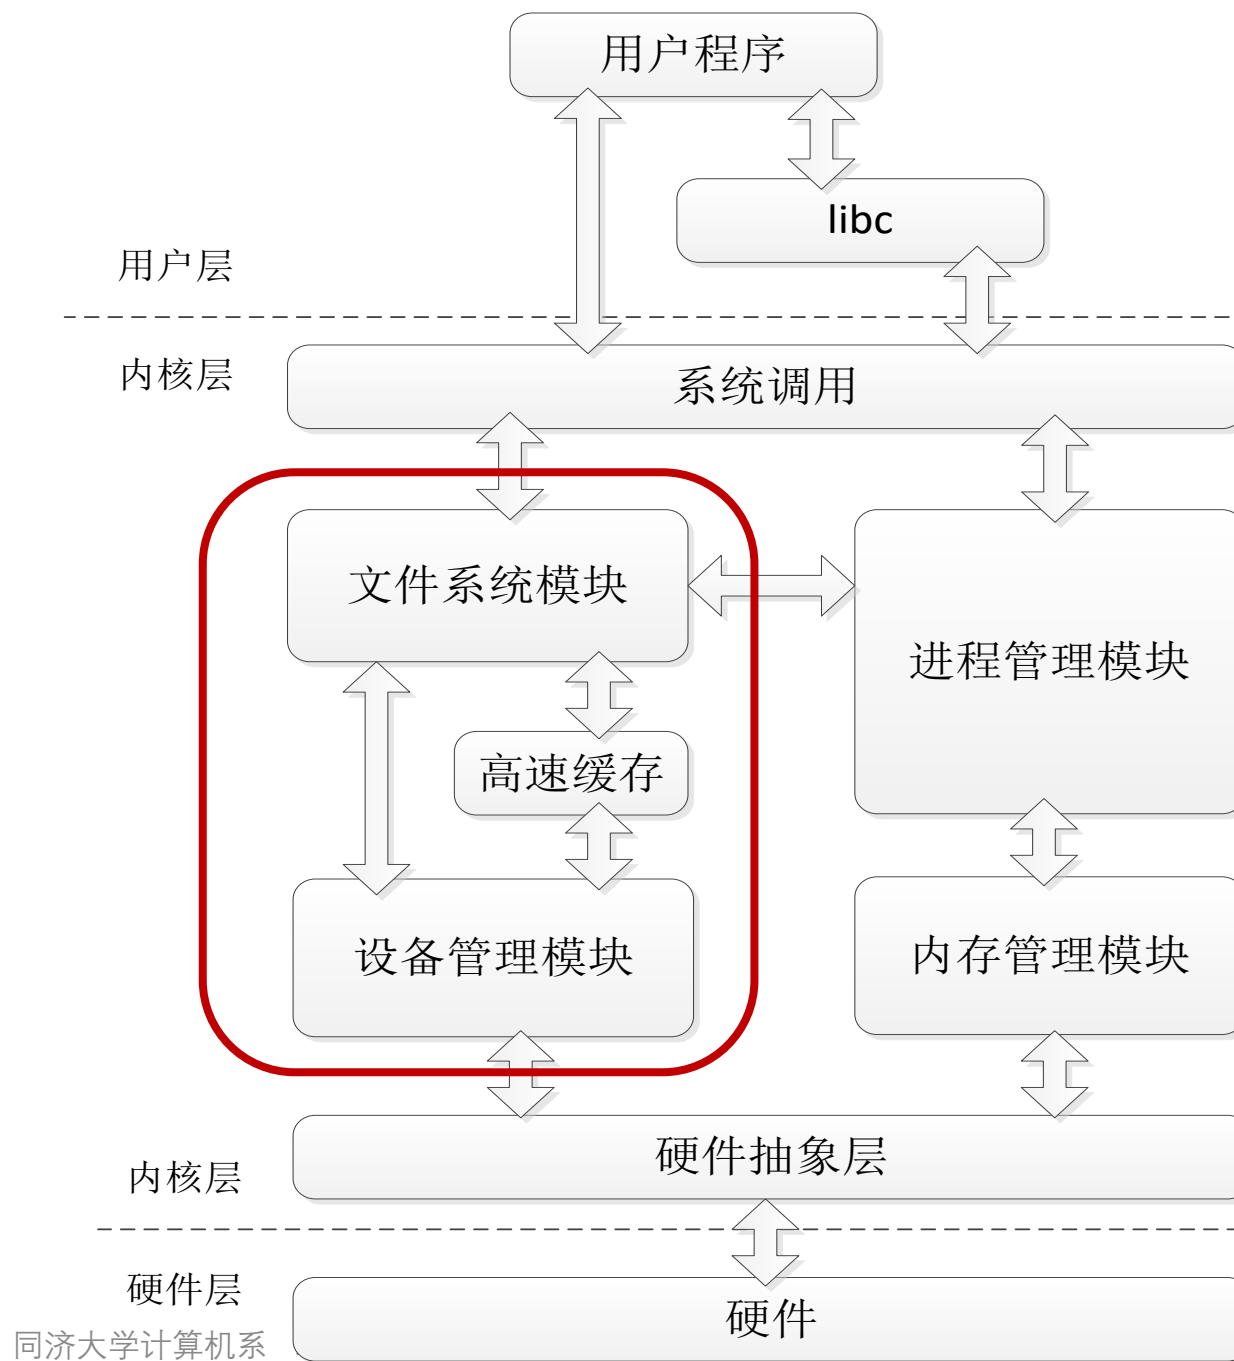 用户程序
libc
用户层
内核层
系统调用
文件系统模块
进程管理模块
高速缓存
设备管理模块
内存管理模块
硬件抽象层
内核层
硬件层
硬件
同济大学计算机系